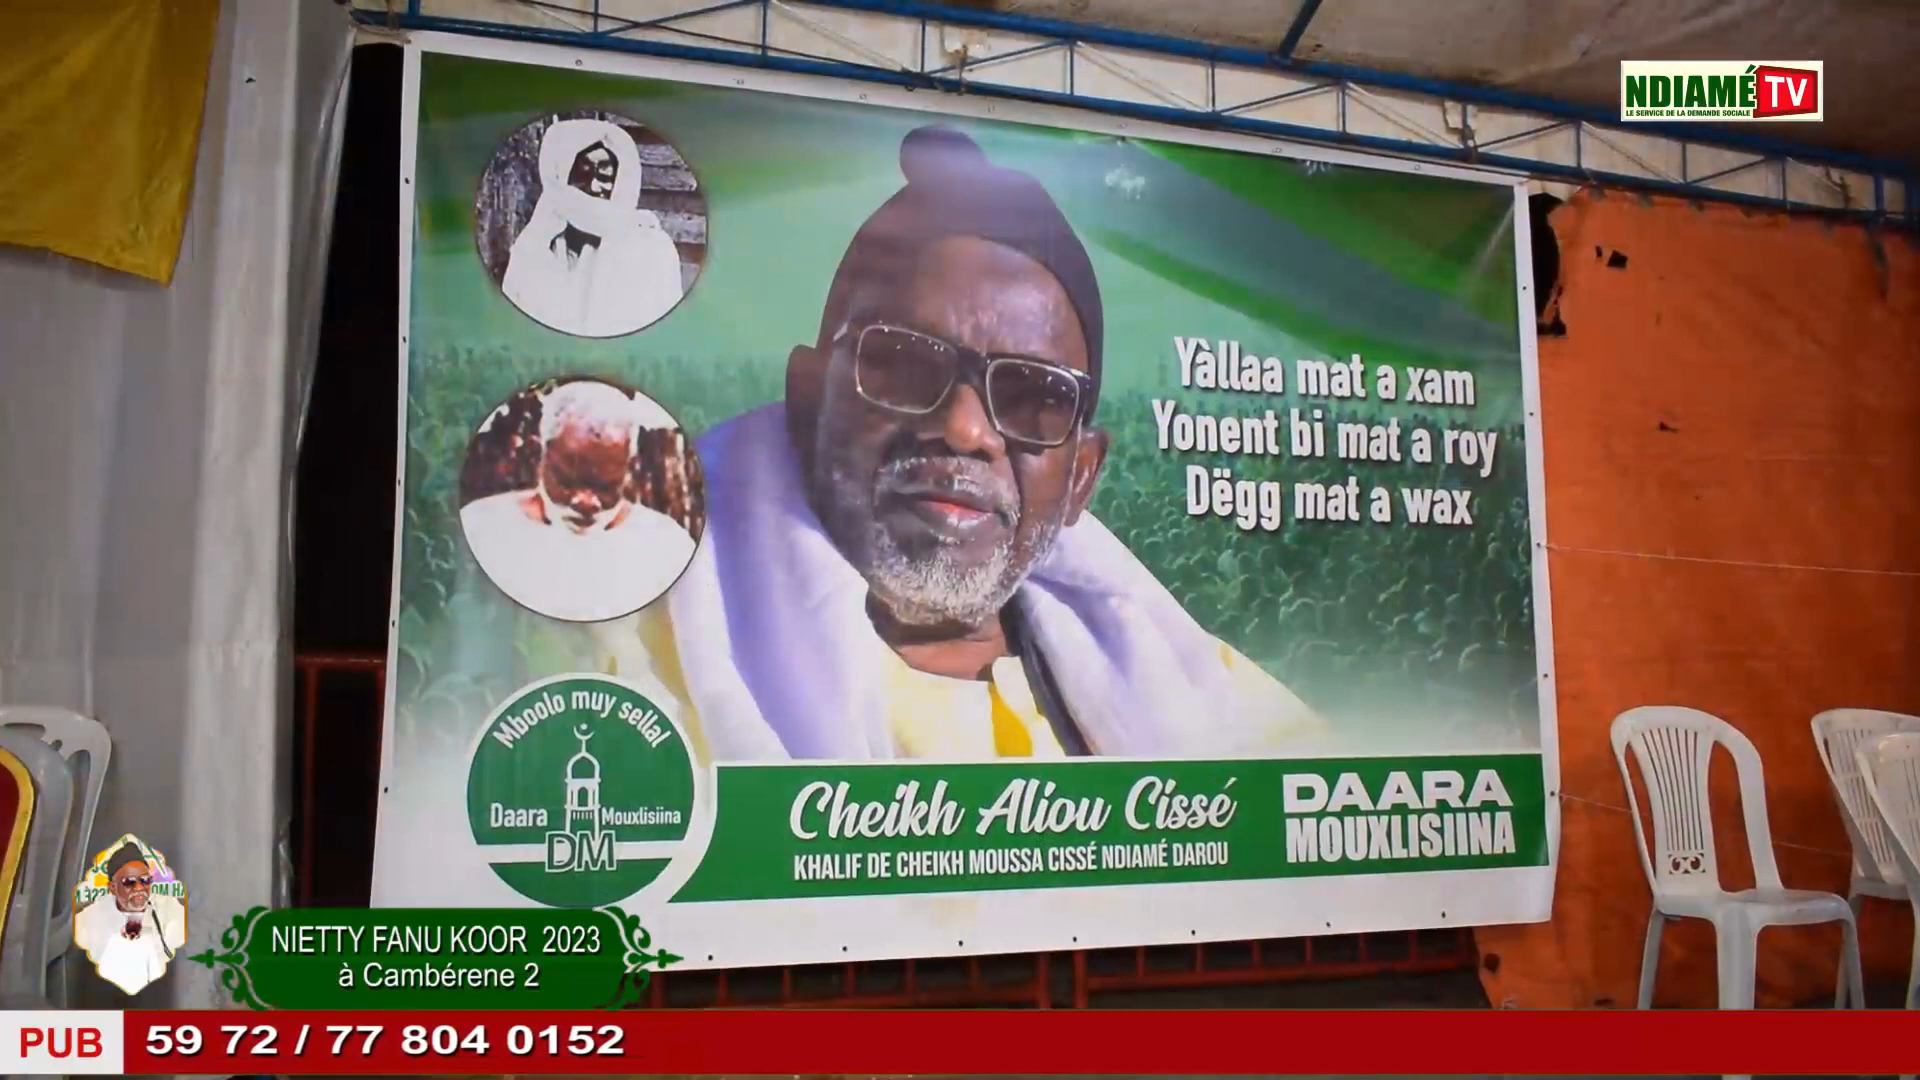 NDIAMÉ TV
LE SERVICE DE LA DEMANDE SOCIALE
Yàllaa mat a xam
Yonent bi mat a roy
Dëgg mat a wax
Mboolo muy sellal
Daara Mouxlisiina
DM
Cheikh Aliou Cissé
KHALIF DE CHEIKH MOUSSA CISSÉ NDIAMÉ DAROU
DAARA
MOUXLISIINA
NIETTY FANU KOOR 2023
à Cambérene 2
PUB 59 72 / 77 804 0152